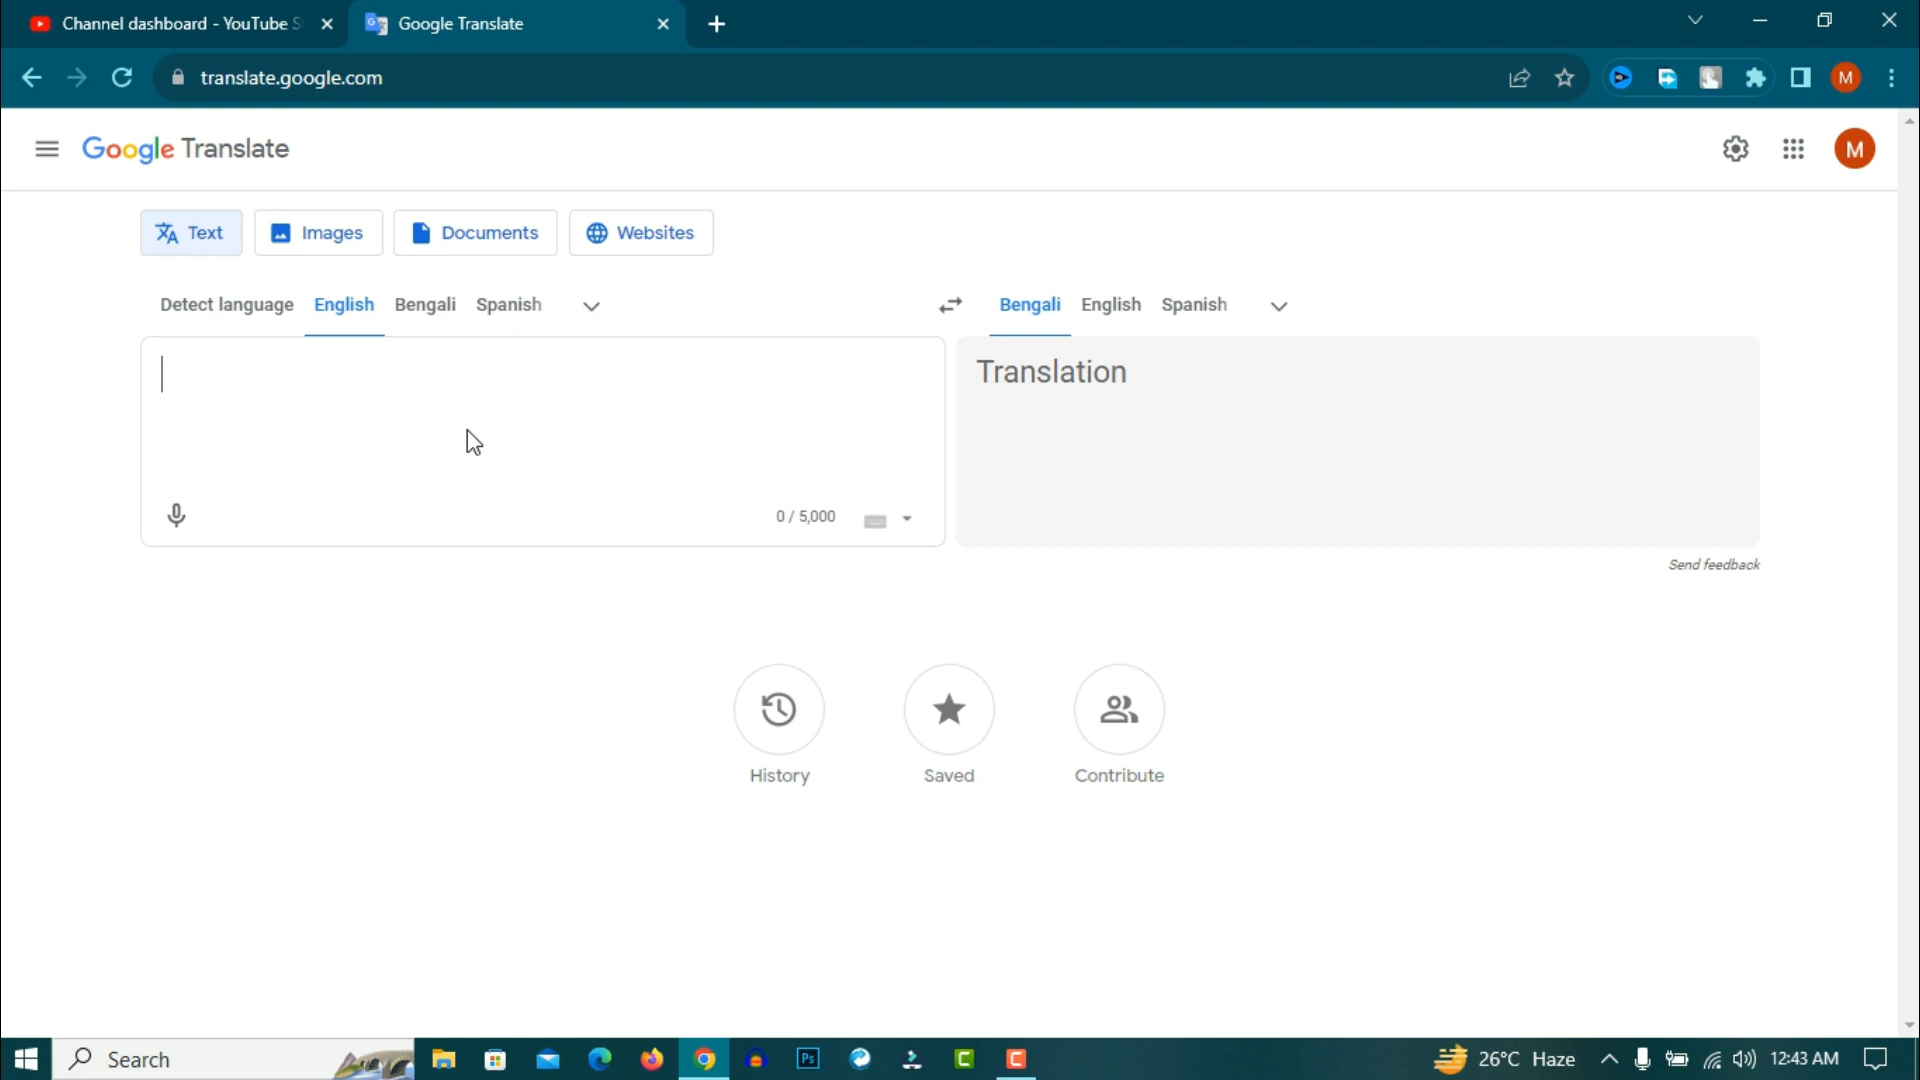 Channel dashboard - YouTube S
Google Translate
translate.google.com
M
Google Translate
M
Text
Images
Documents
Websites
Detect language
English
Bengali
Spanish
Bengali
English
Spanish
Translation
0 / 5,000
Send feedback
History
Saved
Contribute
Search
Ps
C
C
26°C Haze
12:43 AM